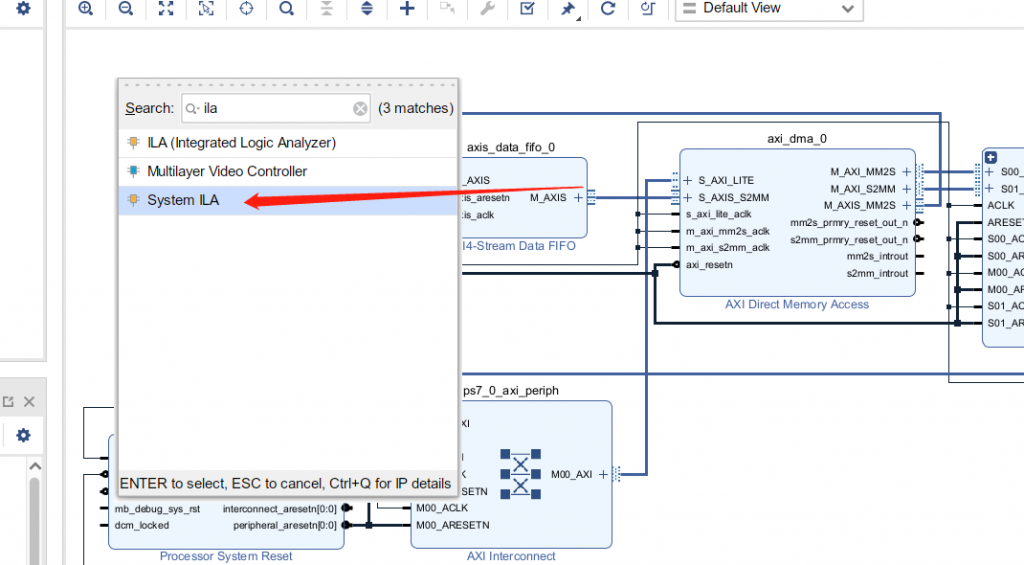 Default View
Search: ila (3 matches)
ILA (Integrated Logic Analyzer)
Multilayer Video Controller
System ILA
ENTER to select, ESC to cancel, Ctrl+Q for IP details
axis_data_fifo_0
_AXIS
M_AXIS
is_aresetn
is_aclk
I4-Stream Data FIFO
axi_dma_0
S_AXI_LITE
S_AXIS_S2MM
s_axi_lite_aclk
m_axi_mm2s_aclk
m_axi_s2mm_aclk
axi_resetn
M_AXI_MM2S
M_AXI_S2MM
M_AXIS_MM2S
mm2s_prmry_reset_out_n
s2mm_prmry_reset_out_n
mm2s_introut
s2mm_introut
AXI Direct Memory Access
S00_
S01_
ACLK
ARESET
S00_AC
S00_AR
M00_AC
M00_AR
S01_AC
S01_AR
ps7_0_axi_periph
XI
I
K
SETN
M00_ACLK
M00_ARESETN
M00_AXI
AXI Interconnect
mb_debug_sys_rst
dcm_locked
interconnect_aresetn[0:0]
peripheral_aresetn[0:0]
Processor System Reset